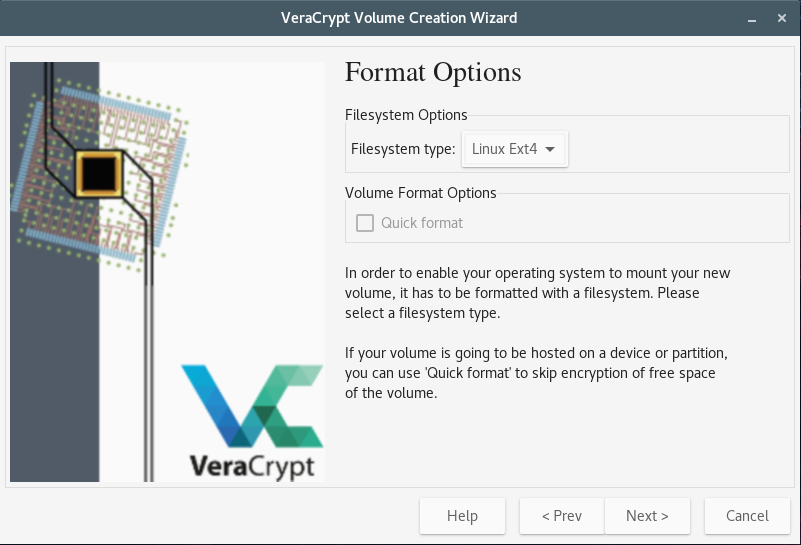 VeraCrypt Volume Creation Wizard
Format Options
Filesystem Options
Filesystem type: Linux Ext4
Volume Format Options
Quick format
In order to enable your operating system to mount your new
volume, it has to be formatted with a filesystem. Please
select a filesystem type.
If your volume is going to be hosted on a device or partition,
you can use 'Quick format' to skip encryption of free space
of the volume.
VeraCrypt
Help < Prev Next > Cancel